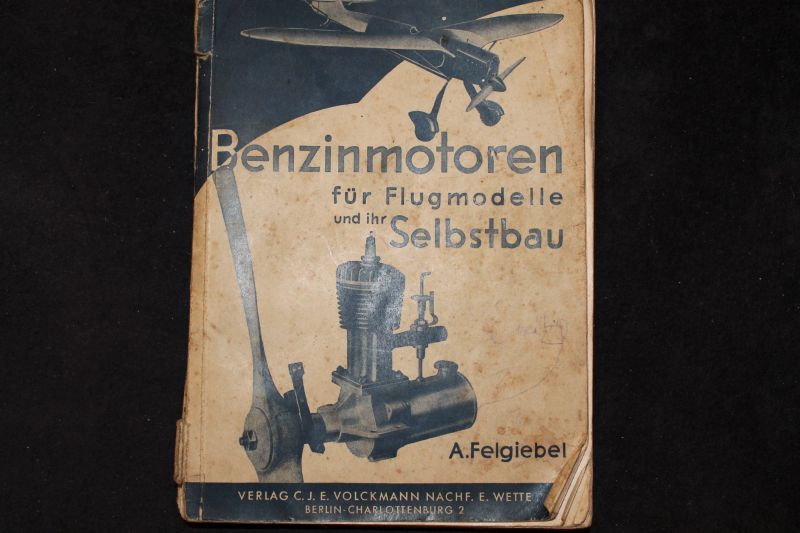 Benzinmotoren
für Flugmodelle
und ihr Selbstbau
A.Felgiebel
VERLAG C. J. E. VOLCKMANN NACHF. E. WETTE
BERLIN-CHARLOTTENBURG 2